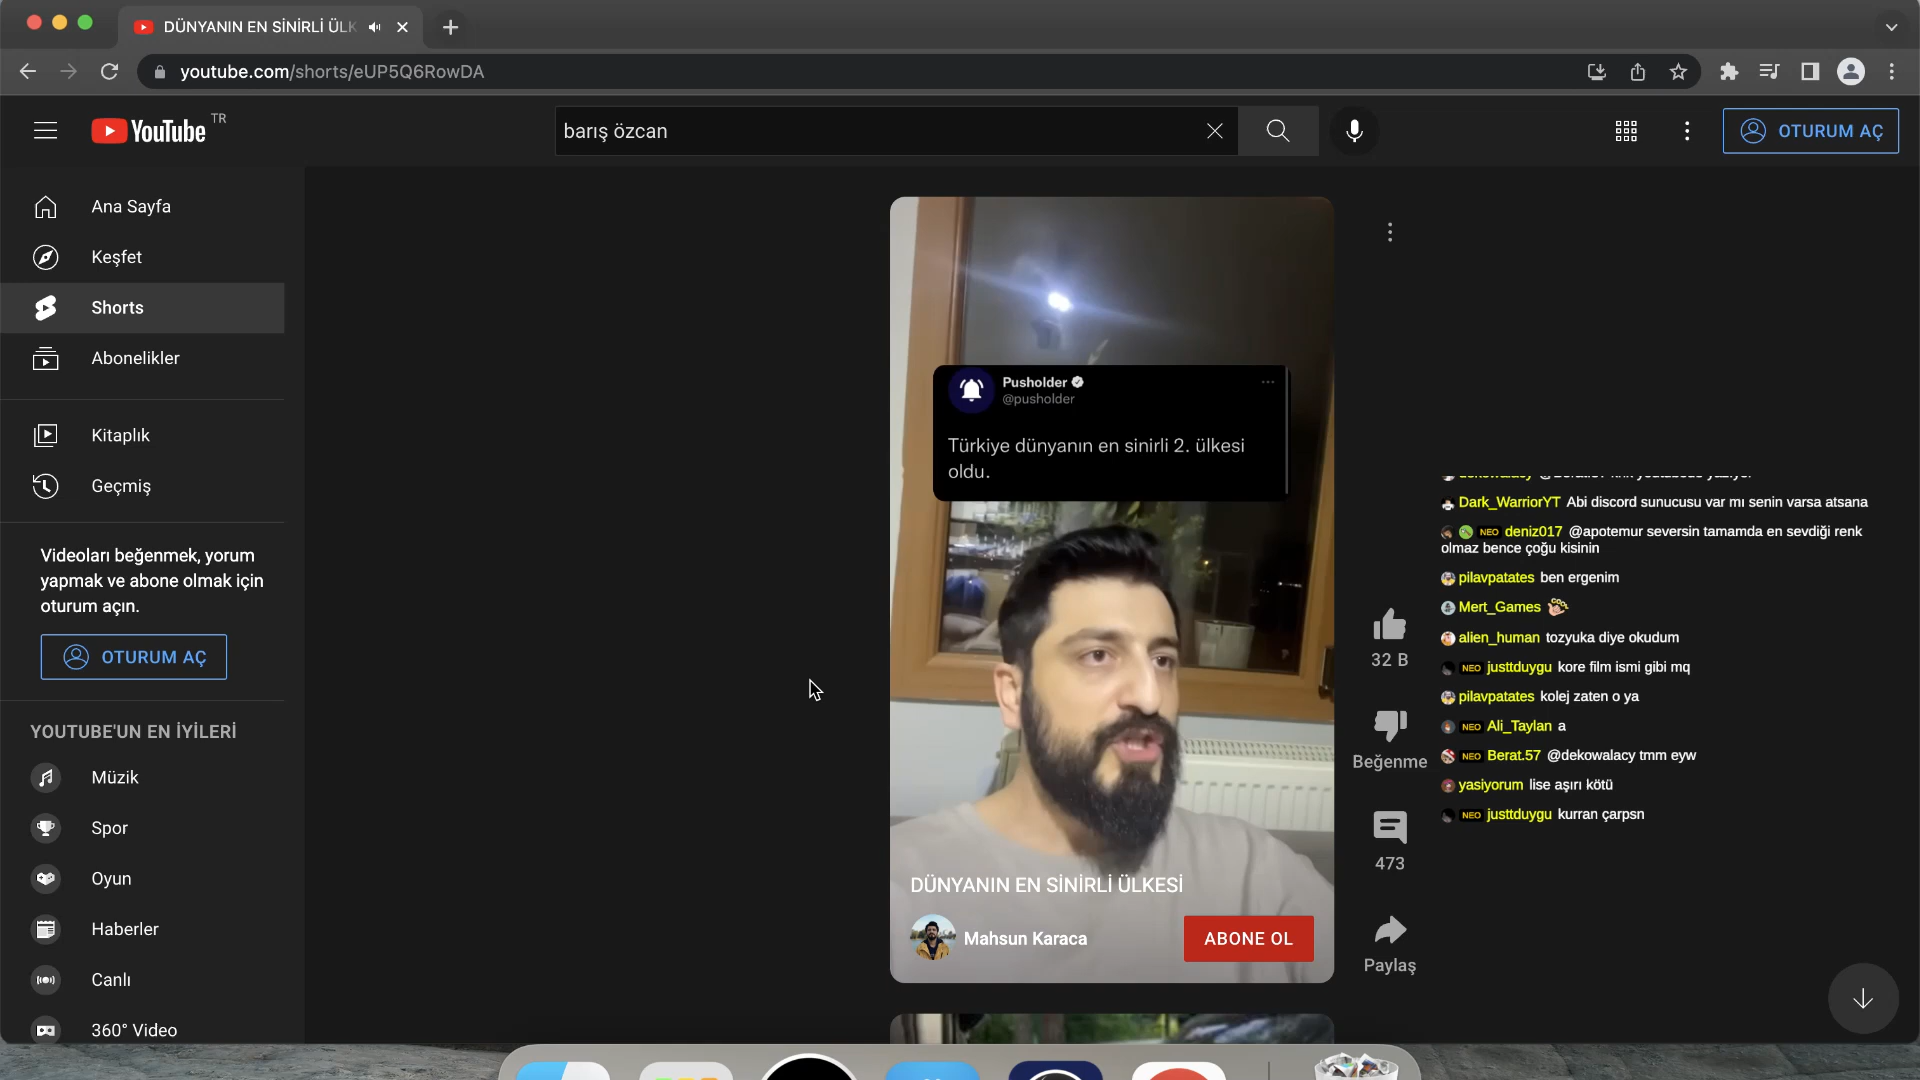 DÜNYANIN EN SİNİRLİ ÜLK
youtube.com/shorts/eUP5Q6RowDA
YouTube TR
barış özcan
OTURUM AÇ
Ana Sayfa
Keşfet
Shorts
Abonelikler
Kitaplık
Geçmiş
Videoları beğenmek, yorum
yapmak ve abone olmak için
oturum açın.
OTURUM AÇ
YOUTUBE'UN EN İYİLERİ
Müzik
Spor
Oyun
Haberler
Canlı
360° Video
Pusholder
@pusholder
Türkiye dünyanın en sinirli 2. ülkesi
oldu.
DÜNYANIN EN SİNİRLİ ÜLKESİ
Mahsun Karaca
ABONE OL
32 B
Beğenme
473
Paylaş
Dark_WarriorYT Abi discord sunucusu var mı senin varsa atsana
NEO deniz017 @apotemur seversin tamamda en sevdiği renk
olmaz bence çoğu kisinin
pilavpatates ben ergenim
Mert_Games
alien_human tozyuka diye okudum
NEO justtduygu kore film ismi gibi mq
pilavpatates kolej zaten o ya
NEO Ali_Taylan a
NEO Berat.57 @dekowalacy tmm eyw
yasiyorum lise aşırı kötü
NEO justtduygu kurran çarpsn